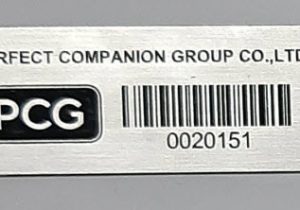 RFECT COMPANION GROUP CO.,LTD
PCG
0020151